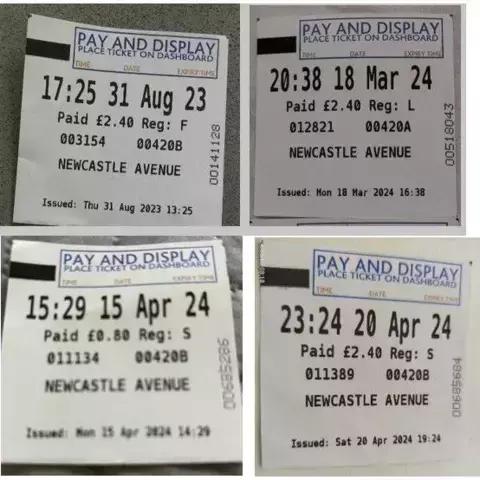 PAY AND DISPLAY
PLACE TICKET ON DASHBOARD
TIME DATE EXPIRY TIME
17:25 31 Aug 23
Paid £2.40 Reg: F
003154 00420B
NEWCASTLE AVENUE
00141128
Issued: Thu 31 Aug 2023 13:25
PAY AND DISPLAY
PLACE TICKET ON DASHBOARD
TIME DATE EXPIRY TIME
20:38 18 Mar 24
Paid £2.40 Reg: L
012821 00420A
NEWCASTLE AVENUE
00518043
Issued: Mon 18 Mar 2024 16:38
PAY AND DISPLAY
PLACE TICKET ON DASHBOARD
TIME DATE EXPIRY TIME
15:29 15 Apr 24
Paid £0.80 Reg: S
011134 00420B
NEWCASTLE AVENUE
00685286
Issued: Mon 15 Apr 2024 14:29
PAY AND DISPLAY
PLACE TICKET ON DASHBOARD
TIME DATE EXPIRY TIME
23:24 20 Apr 24
Paid £2.40 Reg: S
011389 00420B
NEWCASTLE AVENUE
00685684
Issued: Sat 20 Apr 2024 19:24